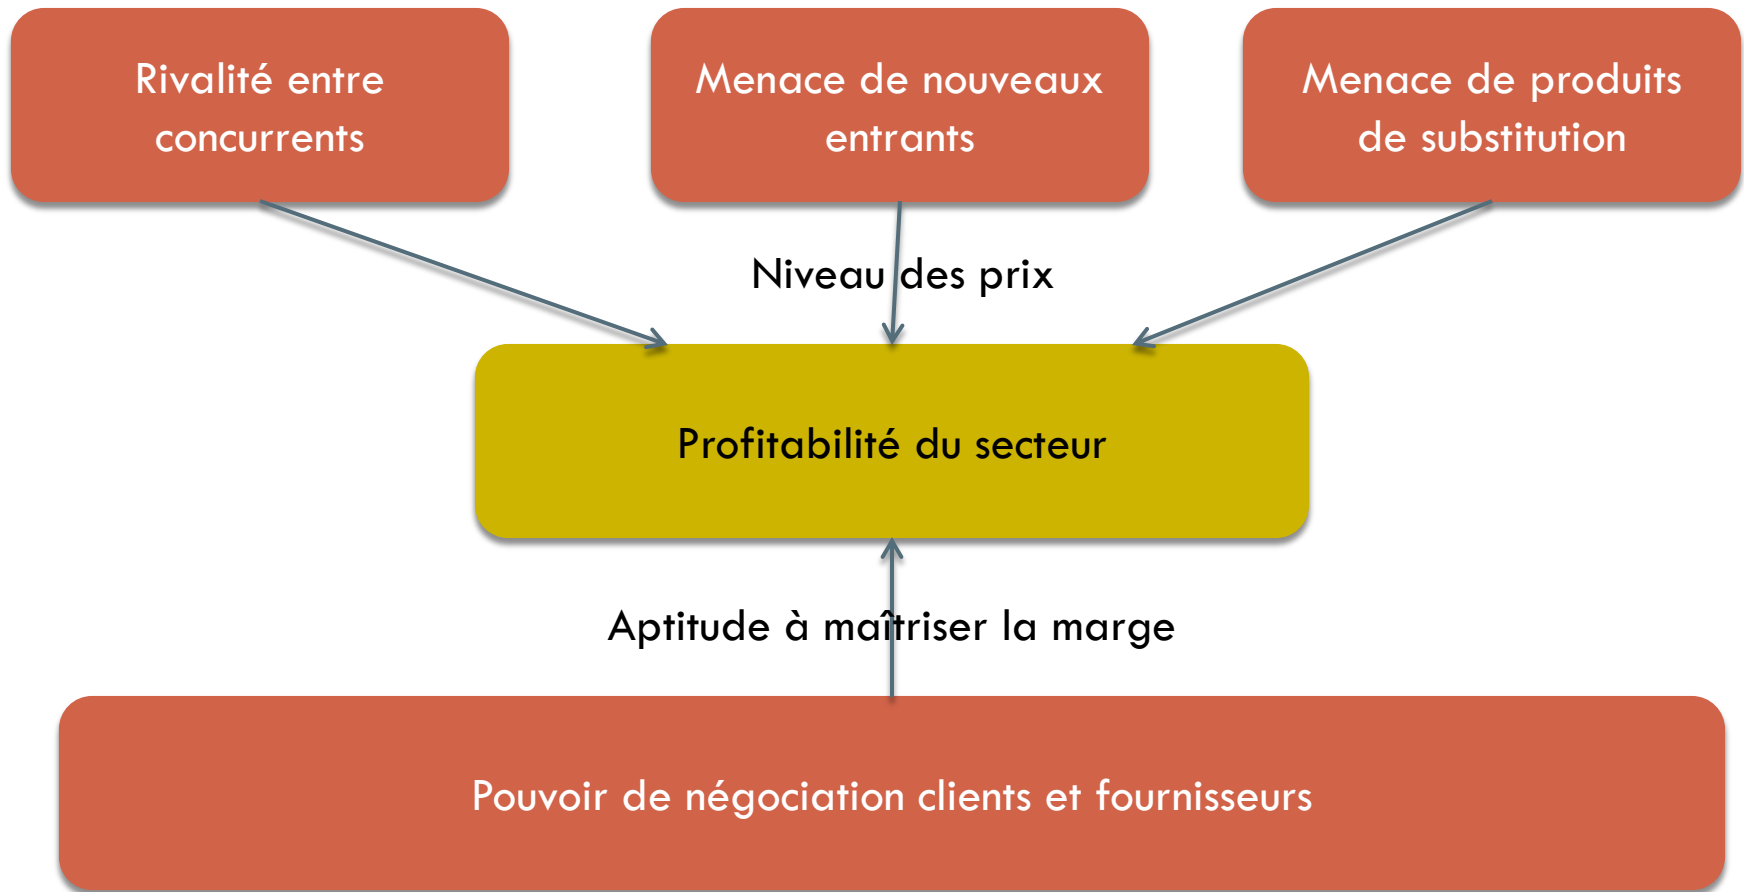 Rivalité entre
concurrents
Menace de nouveaux
entrants
Menace de produits
de substitution
Niveau des prix
Profitabilité du secteur
Aptitude à maîtriser la marge
Pouvoir de négociation clients et fournisseurs